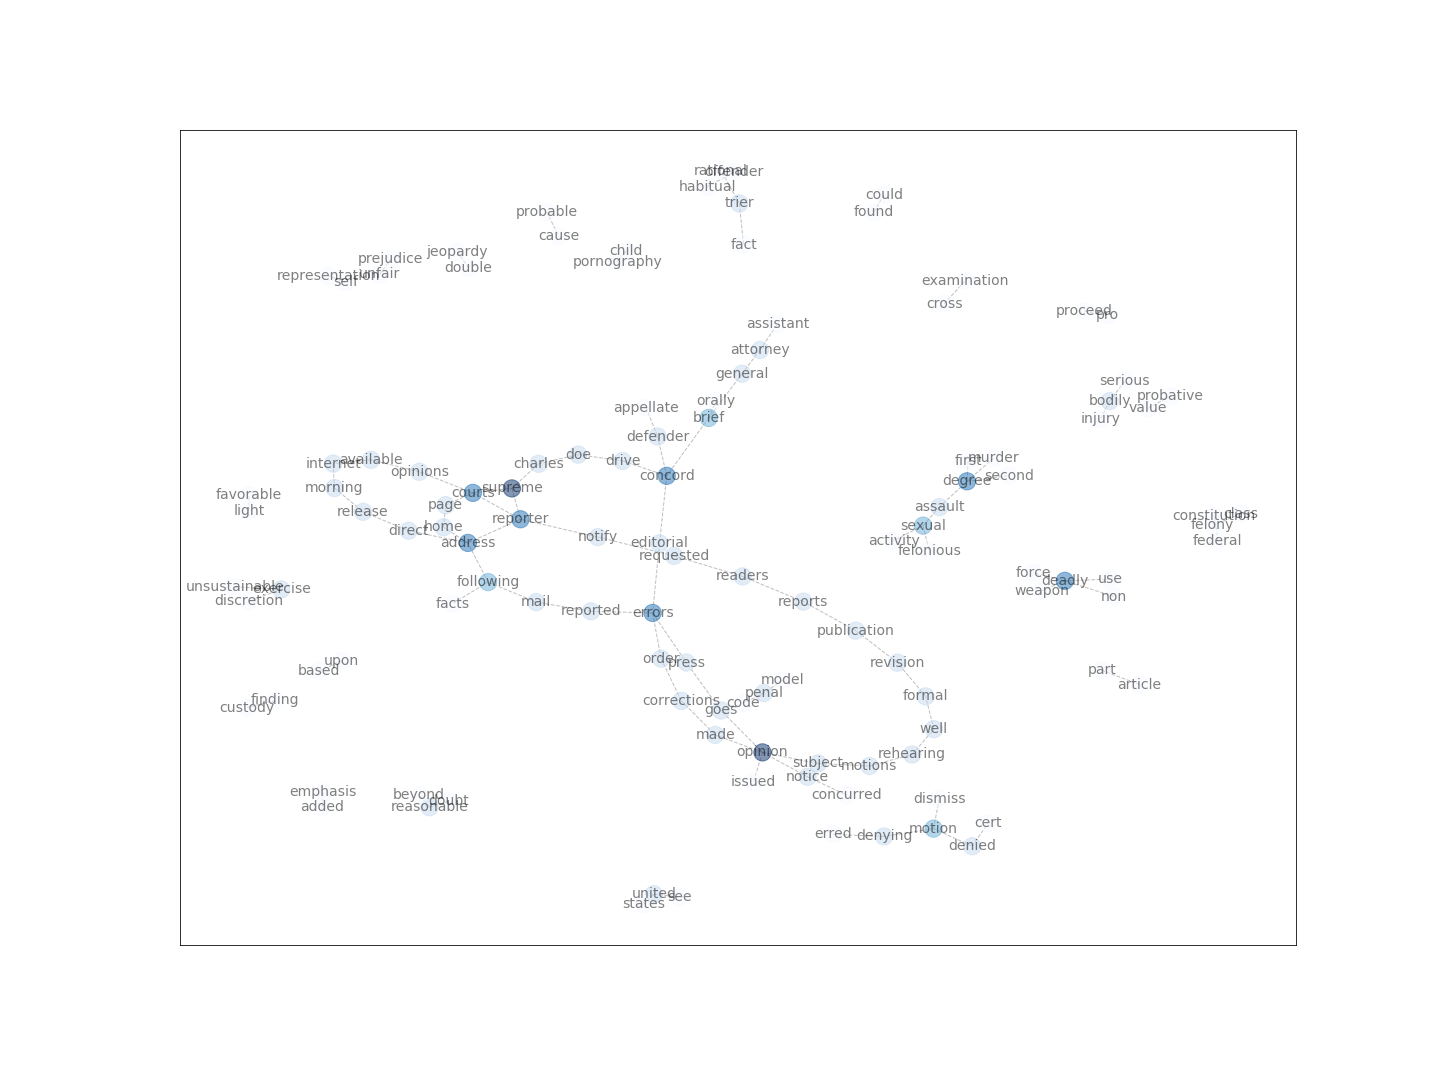 rational
offender
habitual
trier
fact
could
found
probable
cause
child
pornography
jeopardy
double
prejudice
unfair
representation
self
examination
cross
proceed
pro
assistant
attorney
general
orally
brief
appellate
defender
concord
serious
bodily
injury
probative
value
internet
available
opinions
morning
release
direct
charles
doe
drive
courts
supreme
page
home
reporter
address
notify
editorial
requested
following
facts
mail
reported
errors
readers
reports
publication
revision
formal
well
rehearing
motions
subject
notice
concurred
order
press
corrections
goes
code
penal
model
made
opinion
issued
first
murder
degree
second
assault
sexual
activity
felonious
constitution
class
felony
federal
force
deadly
use
weapon
non
part
article
favorable
light
unsustainable
exercise
discretion
upon
based
finding
custody
emphasis
added
beyond
doubt
reasonable
dismiss
motion
erred
denying
cert
denied
united
see
states